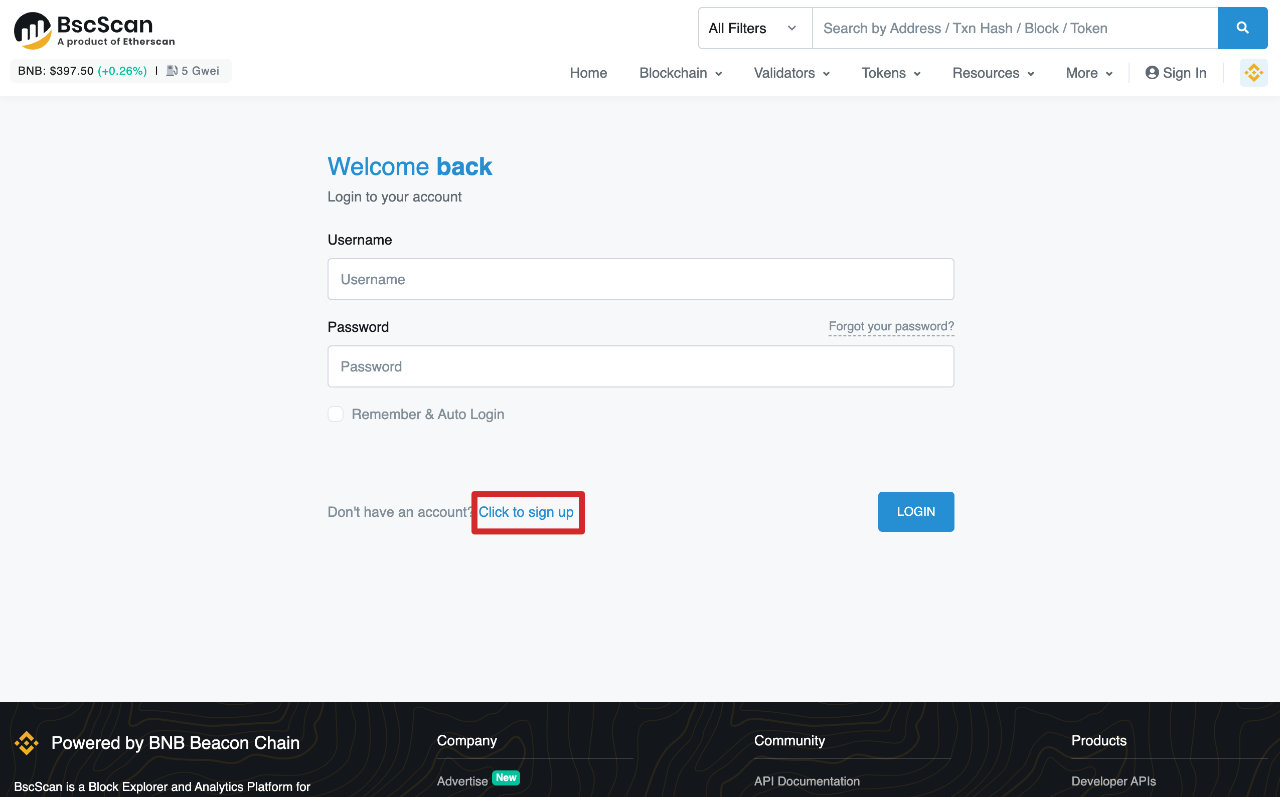 BscScan
A product of Etherscan
All Filters
Search by Address / Txn Hash / Block / Token
BNB: $397.50 (+0.26%) | 5 Gwei
Home Blockchain Validators Tokens Resources More Sign In
Welcome back
Login to your account
Username
Username
Password Forgot your password?
Password
Remember & Auto Login
Don't have an account? Click to sign up LOGIN
Powered by BNB Beacon Chain Company Community Products
Advertise New API Documentation Developer APIs
BscScan is a Block Explorer and Analytics Platform for